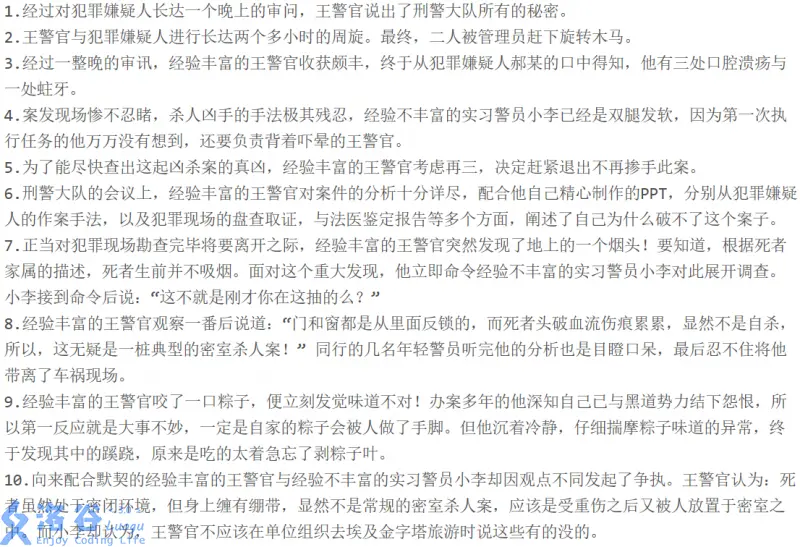 1.经过对犯罪嫌疑人长达一个晚上的审问，王警官说出了刑警大队所有的秘密。
2.王警官与犯罪嫌疑人进行长达两个多小时的周旋。最终，二人被管理员赶下旋转木马。
3.经过一整晚的审讯，经验丰富的王警官收获颇丰，终于从犯罪嫌疑人郝某的口中得知，他有三处口腔溃疡与
一处蛀牙。
4.案发现场惨不忍睹，杀人凶手的手法极其残忍，经验不丰富的实习警员小李已经是双腿发软，因为第一次执
行任务的他万万没有想到，还要负责背着吓晕的王警官。
5.为了能尽快查出这起凶杀案的真凶，经验丰富的王警官考虑再三，决定赶紧退出不再掺手此案。
6.刑警大队的会议上，经验丰富的王警官对案件的分析十分详尽，配合他自己精心制作的PPT，分别从犯罪嫌疑
人的作案手法，以及犯罪现场的盘查取证，与法医鉴定报告等多个方面，阐述了自己为什么破不了这个案子。
7.正当对犯罪现场勘查完毕将要离开之际，经验丰富的王警官突然发现了地上的一个烟头！要知道，根据死者
家属的描述，死者生前并不吸烟。面对这个重大发现，他立即命令经验不丰富的实习警员小李对此展开调查。
小李接到命令后说：“这不就是刚才你在这抽的么？”
8.经验丰富的王警官观察一番后说道：“门和窗都是从里面反锁的，而死者头破血流伤痕累累，显然不是自杀，
所以，这无疑是一桩典型的密室杀人案！” 同行的几名年轻警员听完他的分析也是目瞪口呆，最后忍不住将他
带离了车祸现场。
9.经验丰富的王警官咬了一口粽子，便立刻发觉味道不对！办案多年的他深知自己已与黑道势力结下怨恨，所
以第一反应就是大事不妙，一定是自家的粽子会被人做了手脚。但他沉着冷静，仔细揣摩粽子味道的异常，终
于发现其中的蹊跷，原来是吃的太着急忘了剥粽子叶。
10.向来配合默契的经验丰富的王警官与经验不丰富的实习警员小李却因观点不同发起了争执。王警官认为：死
者虽然处于密闭环境，但身上缠有绷带，显然不是常规的密室杀人案，应该是受重伤之后又被人放置于密室之
中。而小李却认为，王警官不应该在单位组织去埃及金字塔旅游时说这些有的没的。
洛谷
Luogu
Enjoy Coding Life